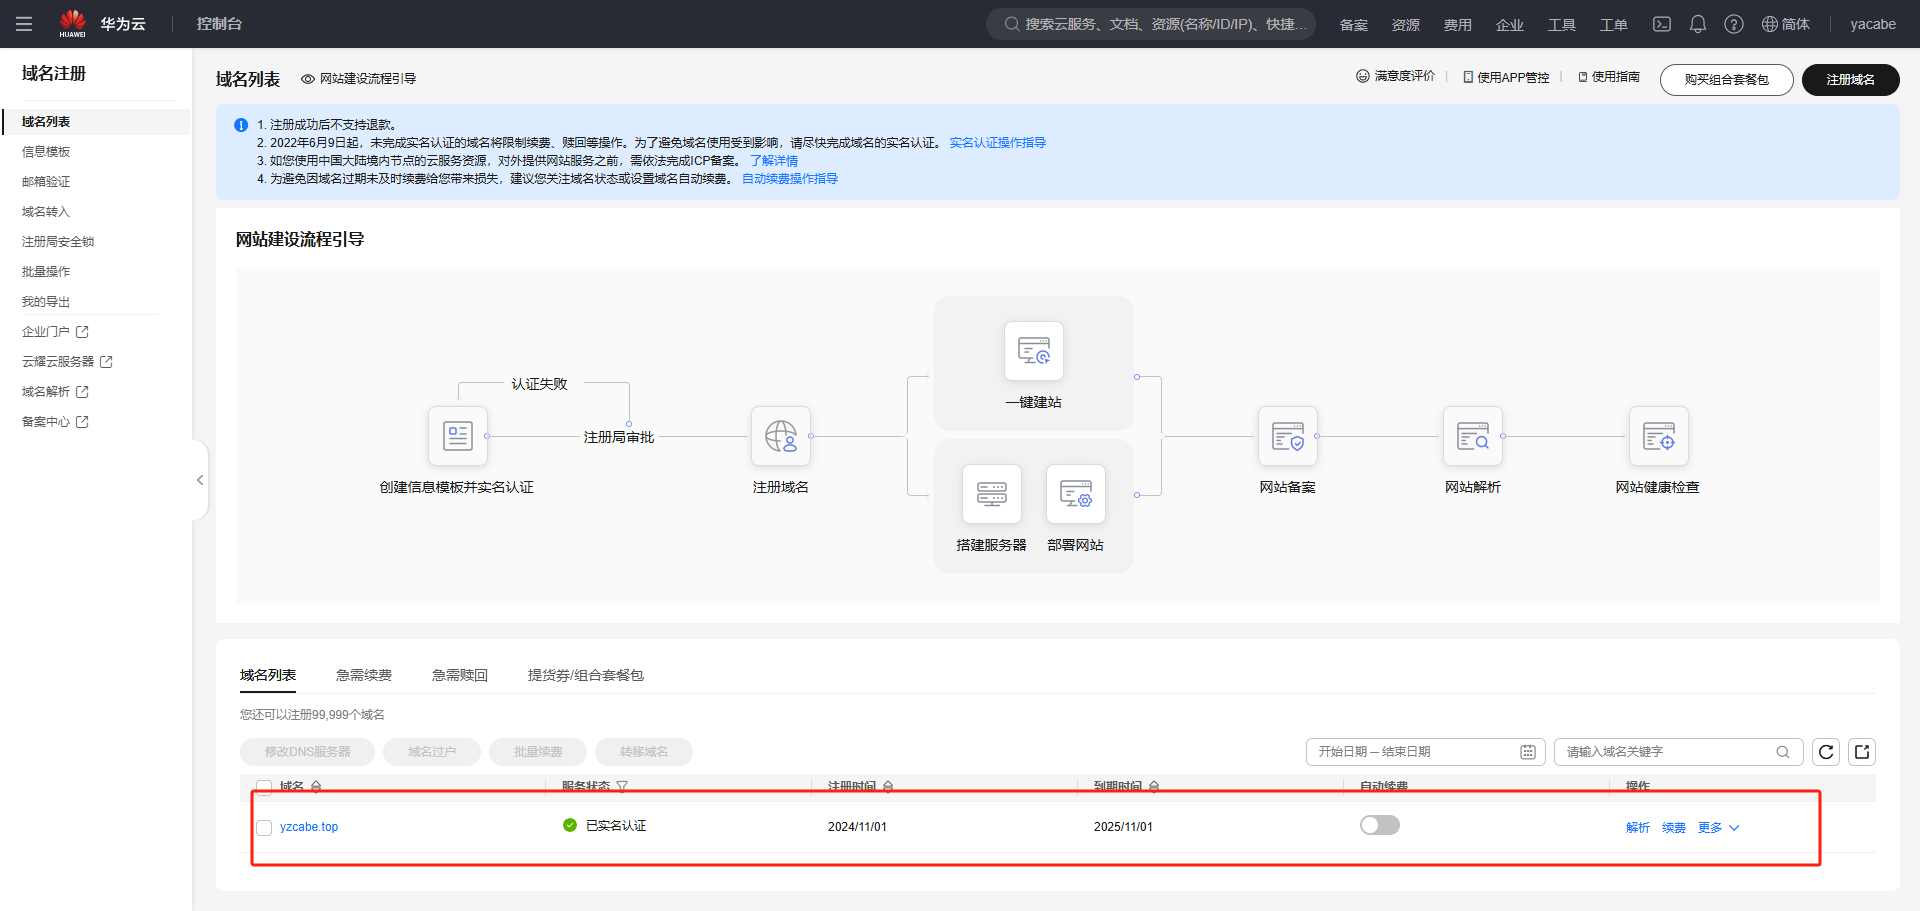 HUAWEI
华为云
控制台
搜索云服务、文档、资源(名称/ID/IP)、快捷...
备案
资源
费用
企业
工具
工单
简体
yacabe
域名注册
域名列表
信息模板
邮箱验证
域名转入
注册局安全锁
批量操作
我的导出
企业门户
云耀云服务器
域名解析
备案中心
域名列表
网站建设流程引导
满意度评价
使用APP管控
使用指南
购买组合套餐包
注册域名
1. 注册成功后不支持退款。
2. 2022年6月9日起，未完成实名认证的域名将限制续费、赎回等操作。为了避免域名使用受到影响，请尽快完成域名的实名认证。 实名认证操作指导
3. 如您使用中国大陆境内节点的云服务资源，对外提供网站服务之前，需依法完成ICP备案。 了解详情
4. 为避免因域名过期未及时续费给您带来损失，建议您关注域名状态或设置域名自动续费。 自动续费操作指导
网站建设流程引导
认证失败
注册局审批
创建信息模板并实名认证
注册域名
一键建站
搭建服务器
部署网站
网站备案
网站解析
网站健康检查
域名列表
急需续费
急需赎回
提货券/组合套餐包
您还可以注册99,999个域名
修改DNS服务器
域名过户
批量续费
转移域名
开始日期 – 结束日期
请输入域名关键字
域名
服务状态
注册时间
到期时间
自动续费
操作
yzcabe.top
已实名认证
2024/11/01
2025/11/01
解析
续费
更多